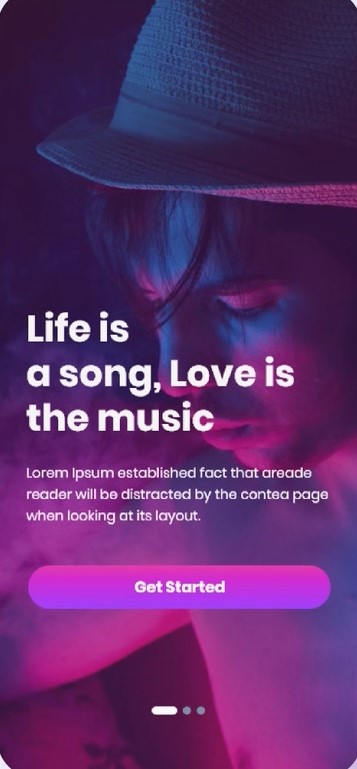 Life is
a song, Love is
the music
Lorem Ipsum established fact that areade
reader will be distracted by the contea page
when looking at its layout.
Get Started